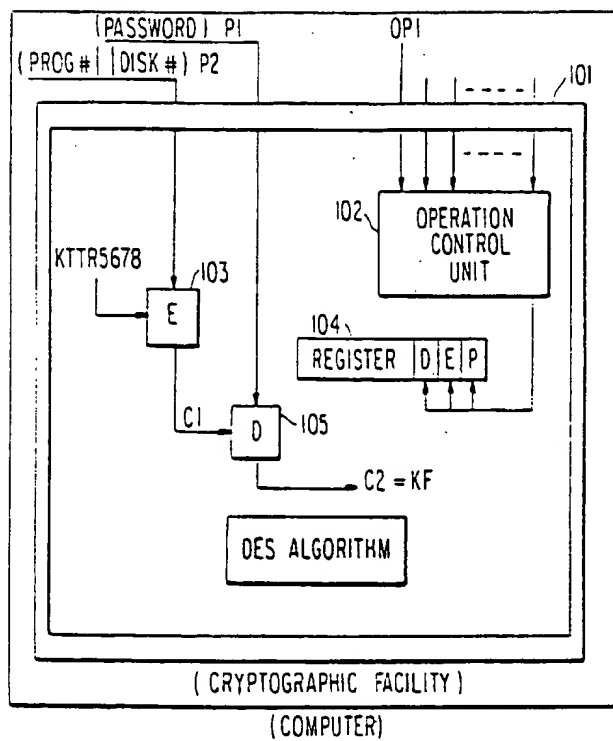 (PASSWORD) P1
OP1
(PROG#||DISK#) P2
101
102
OPERATION
CONTROL
UNIT
KTTR5678
103
E
104
REGISTER D E P
C1
D
105
C2 = KF
DES ALGORITHM
(CRYPTOGRAPHIC FACILITY)
(COMPUTER)